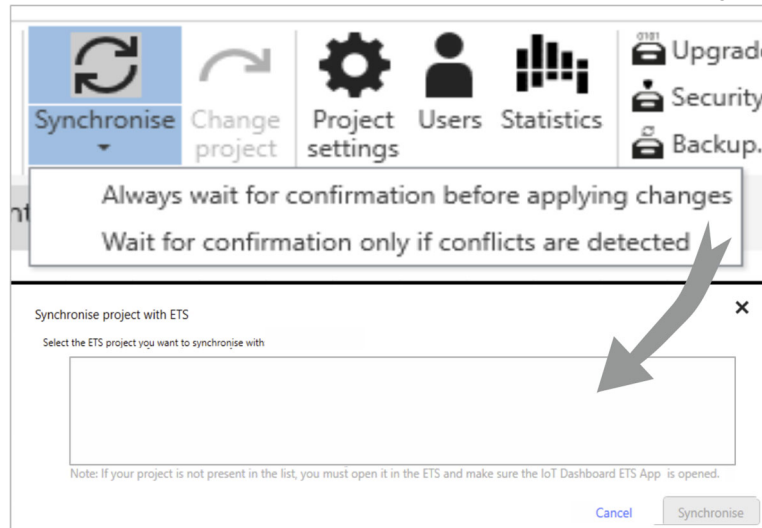 0101
Upgrade
Synchronise
Change project
Project settings
Users
Statistics
Security
Backup.
nt
Always wait for confirmation before applying changes
Wait for confirmation only if conflicts are detected
Synchronise project with ETS
Select the ETS project you want to synchronise with
Note: If your project is not present in the list, you must open it in the ETS and make sure the IoT Dashboard ETS App is opened.
Cancel
Synchronise